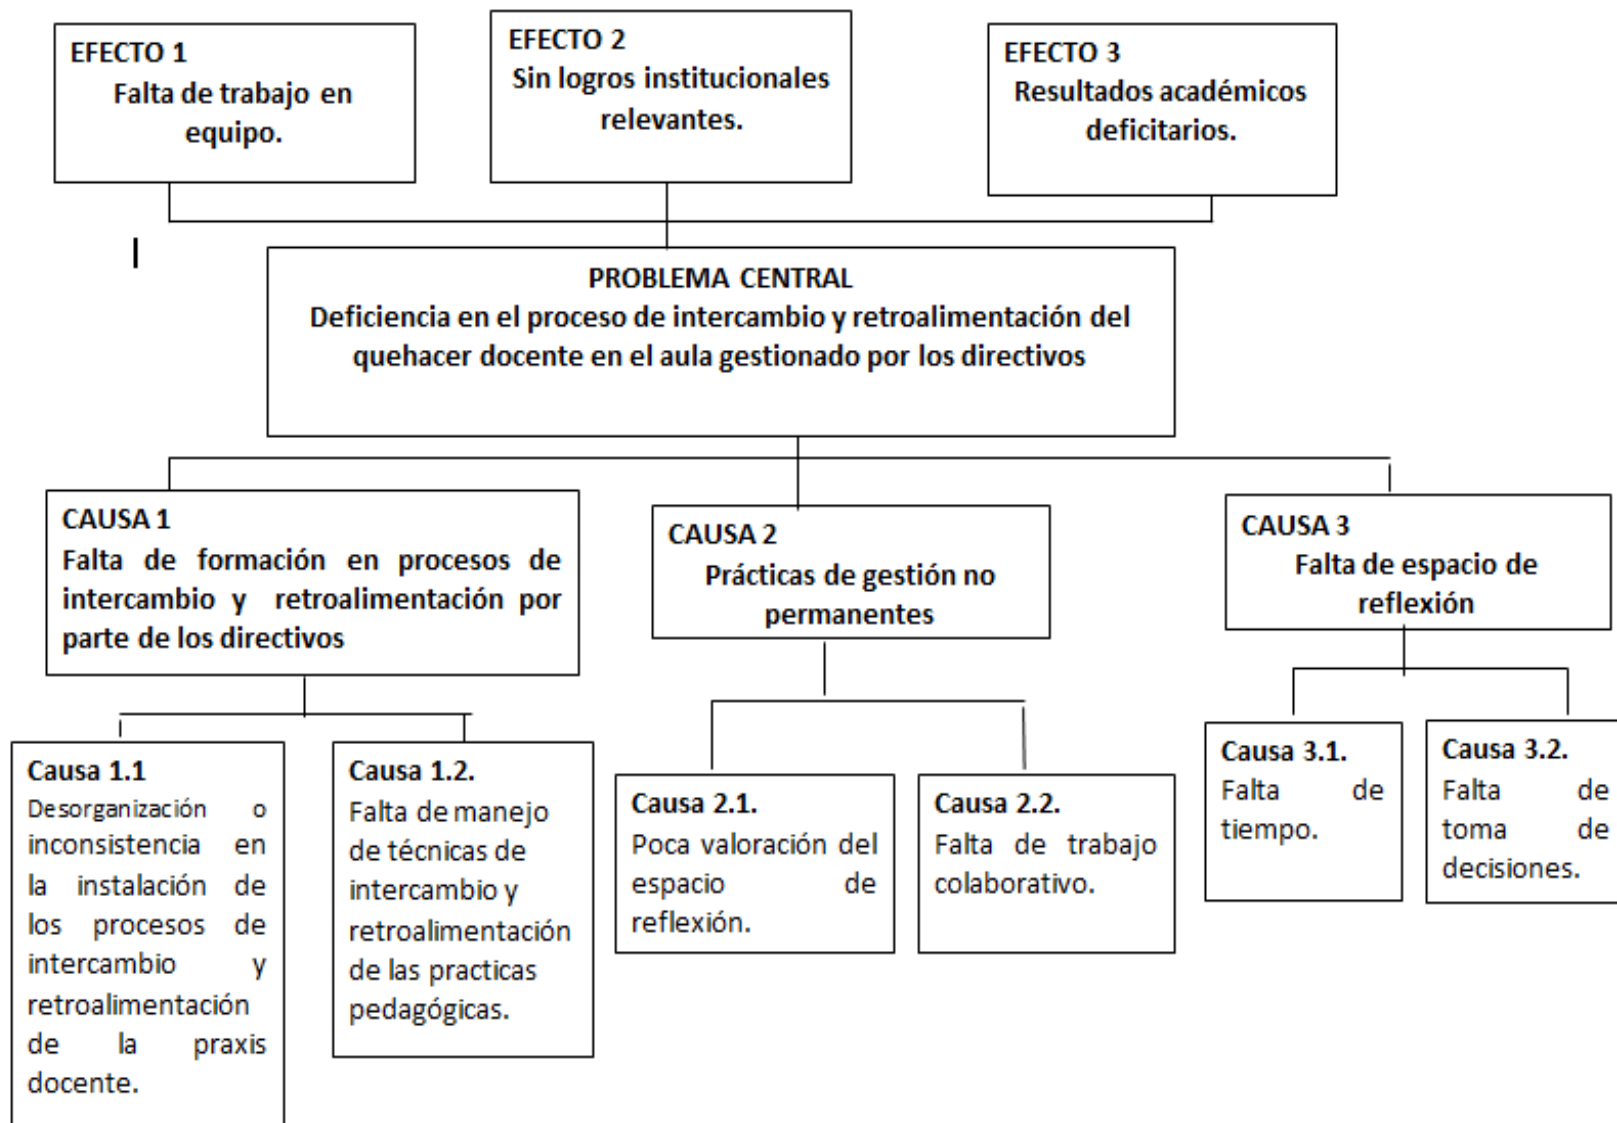 EFECTO 1
Falta de trabajo en
equipo.
EFECTO 2
Sin logros institucionales
relevantes.
EFECTO 3
Resultados académicos
deficitarios.
PROBLEMA CENTRAL
Deficiencia en el proceso de intercambio y retroalimentación del
quehacer docente en el aula gestionado por los directivos
CAUSA 1
Falta de formación en procesos de
intercambio y retroalimentación por
parte de los directivos
CAUSA 2
Prácticas de gestión no
permanentes
CAUSA 3
Falta de espacio de
reflexión
Causa 1.1
Desorganización o
inconsistencia en
la instalación de
los procesos de
intercambio y
retroalimentación
de la praxis
docente.
Causa 1.2.
Falta de manejo
de técnicas de
intercambio y
retroalimentación
de las practicas
pedagógicas.
Causa 2.1.
Poca valoración del
espacio de
reflexión.
Causa 2.2.
Falta de trabajo
colaborativo.
Causa 3.1.
Falta de
tiempo.
Causa 3.2.
Falta de
toma de
decisiones.